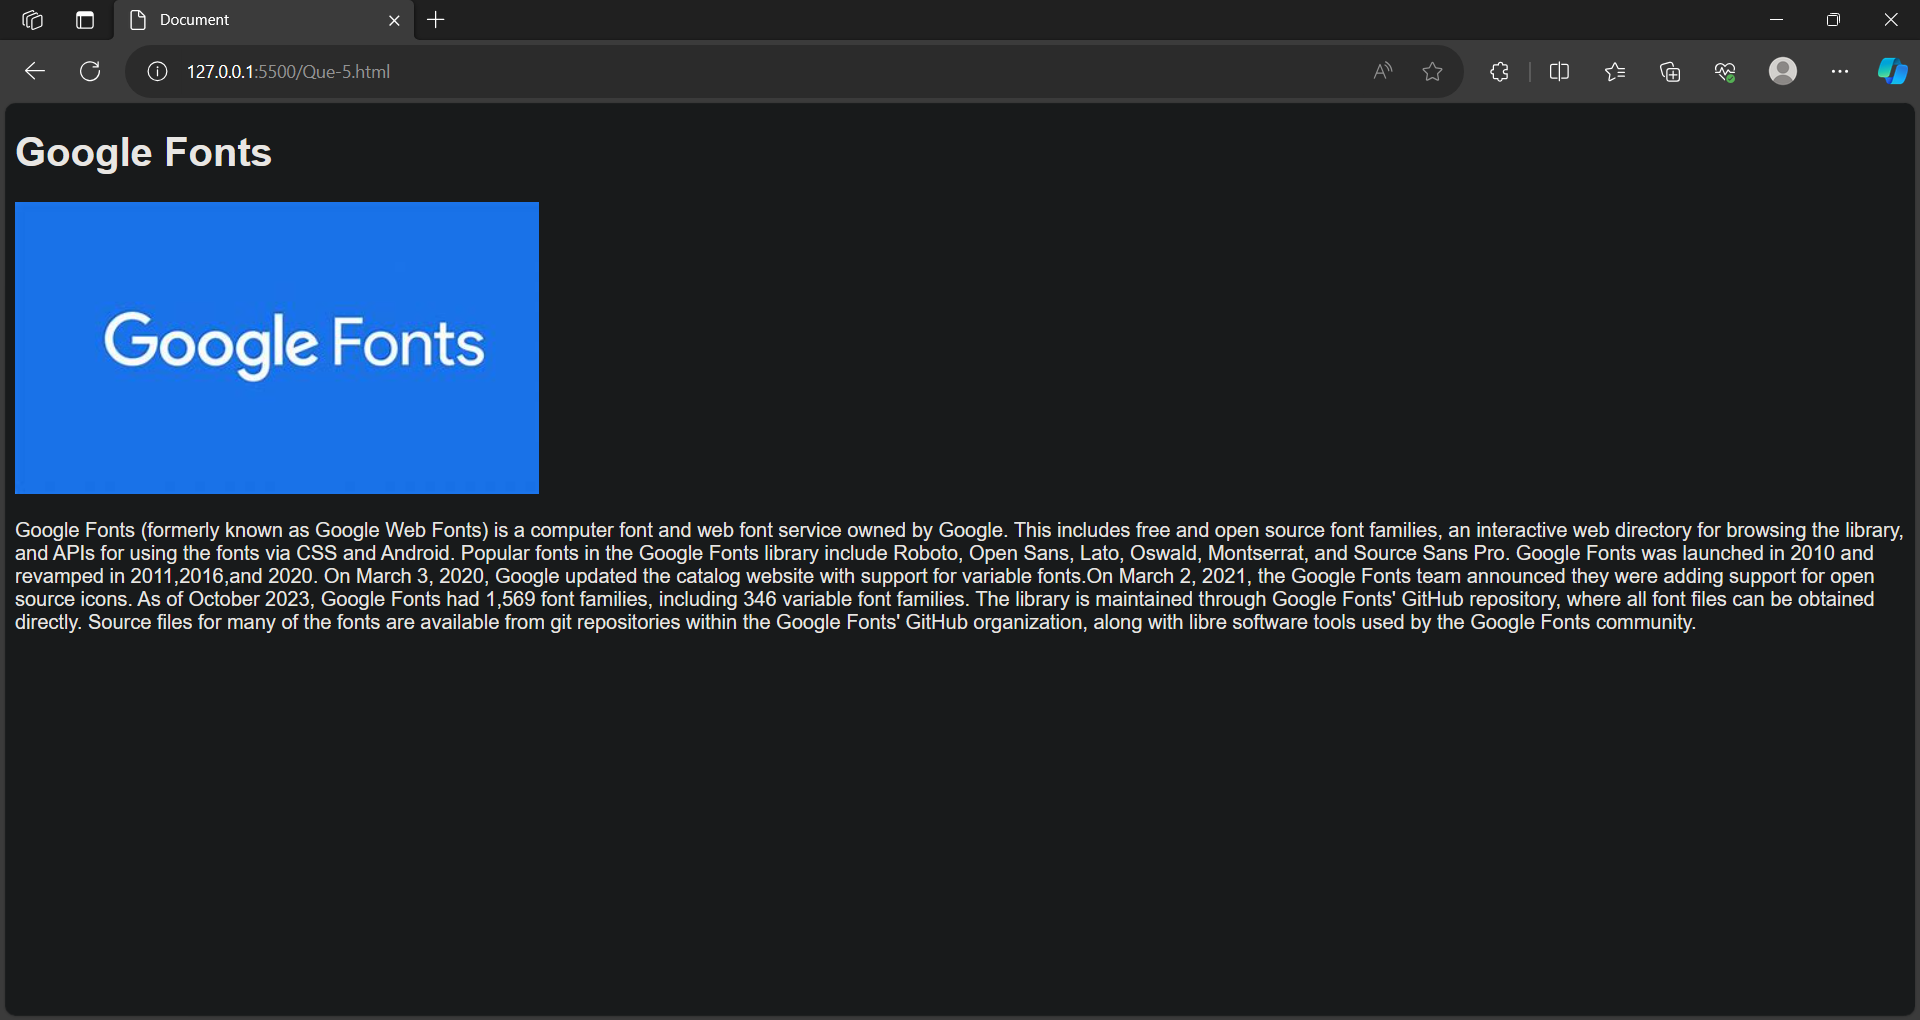 Document
127.0.0.1:5500/Que-5.html
Google Fonts
Google Fonts
Google Fonts (formerly known as Google Web Fonts) is a computer font and web font service owned by Google. This includes free and open source font families, an interactive web directory for browsing the library,
and APIs for using the fonts via CSS and Android. Popular fonts in the Google Fonts library include Roboto, Open Sans, Lato, Oswald, Montserrat, and Source Sans Pro. Google Fonts was launched in 2010 and
revamped in 2011,2016,and 2020. On March 3, 2020, Google updated the catalog website with support for variable fonts.On March 2, 2021, the Google Fonts team announced they were adding support for open
source icons. As of October 2023, Google Fonts had 1,569 font families, including 346 variable font families. The library is maintained through Google Fonts' GitHub repository, where all font files can be obtained
directly. Source files for many of the fonts are available from git repositories within the Google Fonts' GitHub organization, along with libre software tools used by the Google Fonts community.